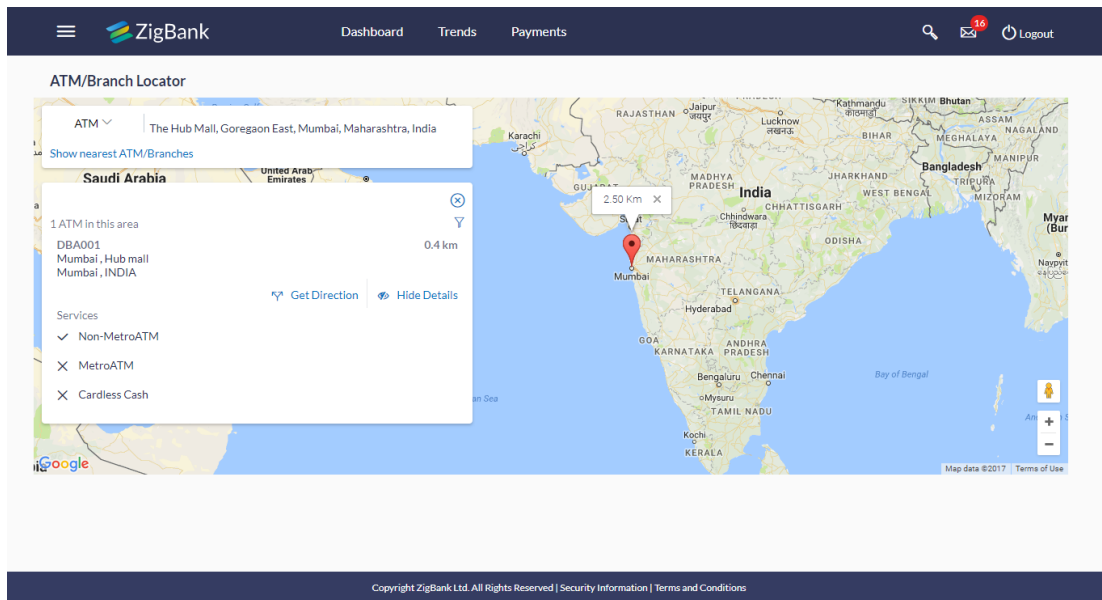 ZigBank
Dashboard Trends Payments
16
Logout
ATM/Branch Locator
ATM
The Hub Mall, Goregaon East, Mumbai, Maharashtra, India
Show nearest ATM/Branches
1 ATM in this area
DBA001 0.4 km
Mumbai , Hub mall
Mumbai , INDIA
Get Direction Hide Details
Services
Non-MetroATM
MetroATM
Cardless Cash
Saudi Arabia
United Arab
Emirates
Karachi
کراچی
RAJASTHAN
Jaipur
जयपुर
Lucknow
लखनऊ
Kathmandu
काठमाडौं
SIKKIM
Bhutan
ASSAM
NAGALAND
MEGHALAYA
BIHAR
MANIPUR
Bangladesh
TRIPURA
MIZORAM
JHARKHAND
WEST BENGAL
MADHYA
PRADESH
India
CHHATTISGARH
Chhindwara
छिंदवाड़ा
2.50 Km
ODISHA
MAHARASHTRA
Mumbai
TELANGANA
Hyderabad
GOA
KARNATAKA
ANDHRA
PRADESH
Bengaluru
Chennai
Mysuru
TAMIL NADU
Kochi
KERALA
Bay of Bengal
Google
Map data ©2017 Terms of Use
Copyright ZigBank Ltd. All Rights Reserved | Security Information | Terms and Conditions